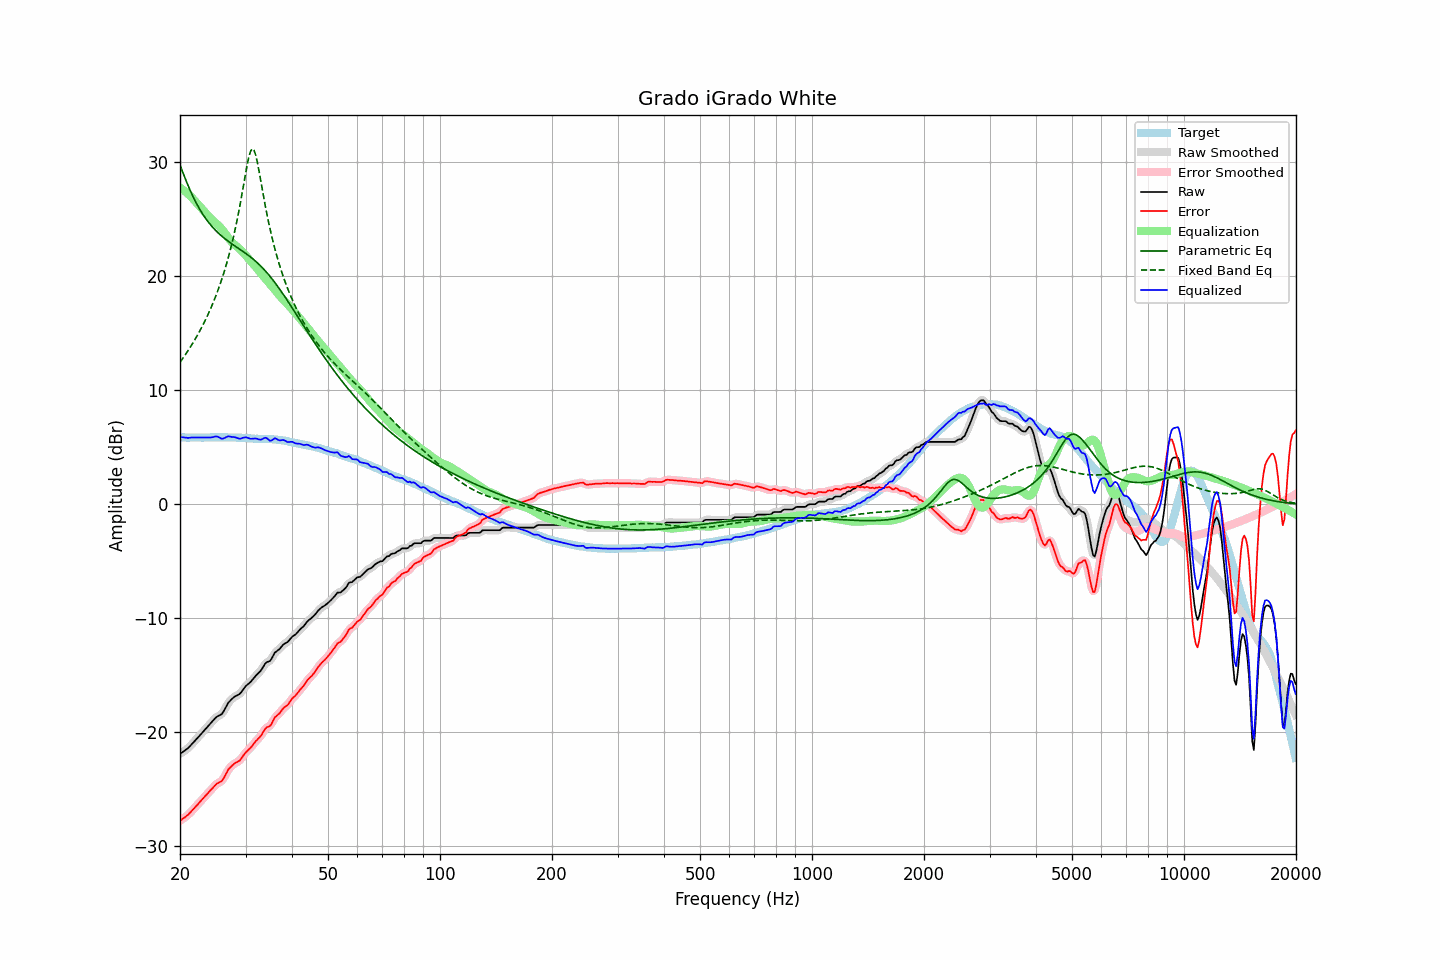 Grado iGrado White
Target
Raw Smoothed
Error Smoothed
Raw
Error
Equalization
Parametric Eq
Fixed Band Eq
Equalized
Amplitude (dBr)
30
20
10
0
−10
−20
−30
20 50 100 200 500 1000 2000 5000 10000 20000
Frequency (Hz)